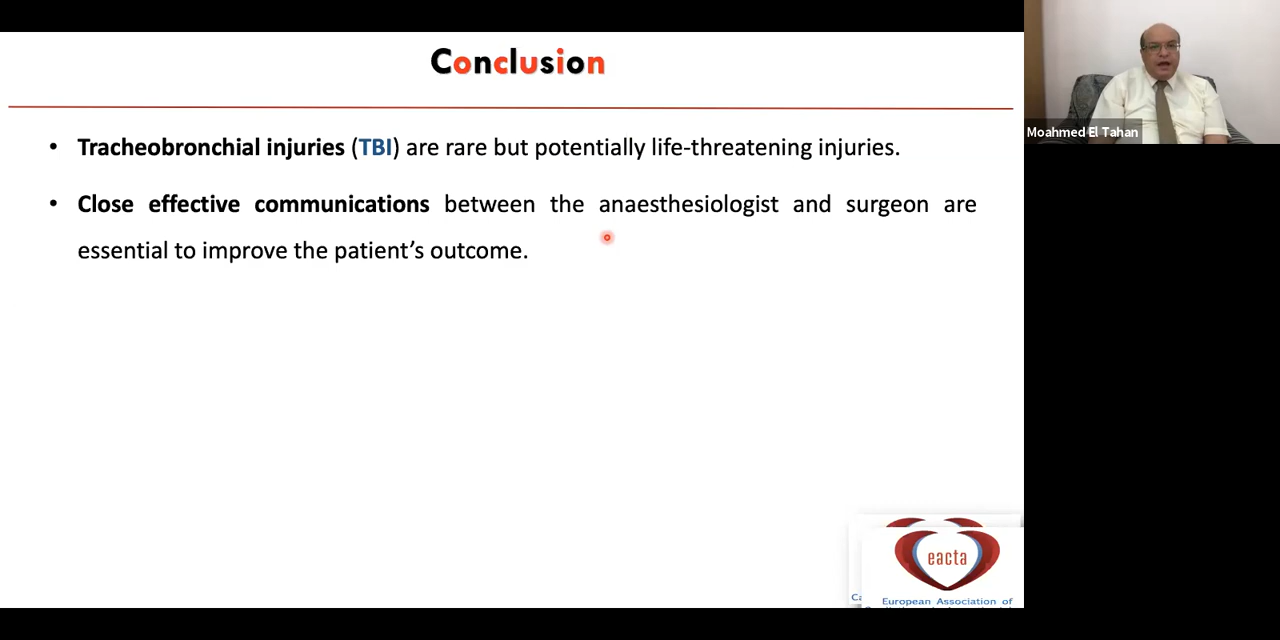 Conclusion
Moahmed El Tahan
• Tracheobronchial injuries (TBI) are rare but potentially life-threatening injuries.
• Close effective communications between the anaesthesiologist and surgeon are
essential to improve the patient’s outcome.
eacta
Ca
European Association of